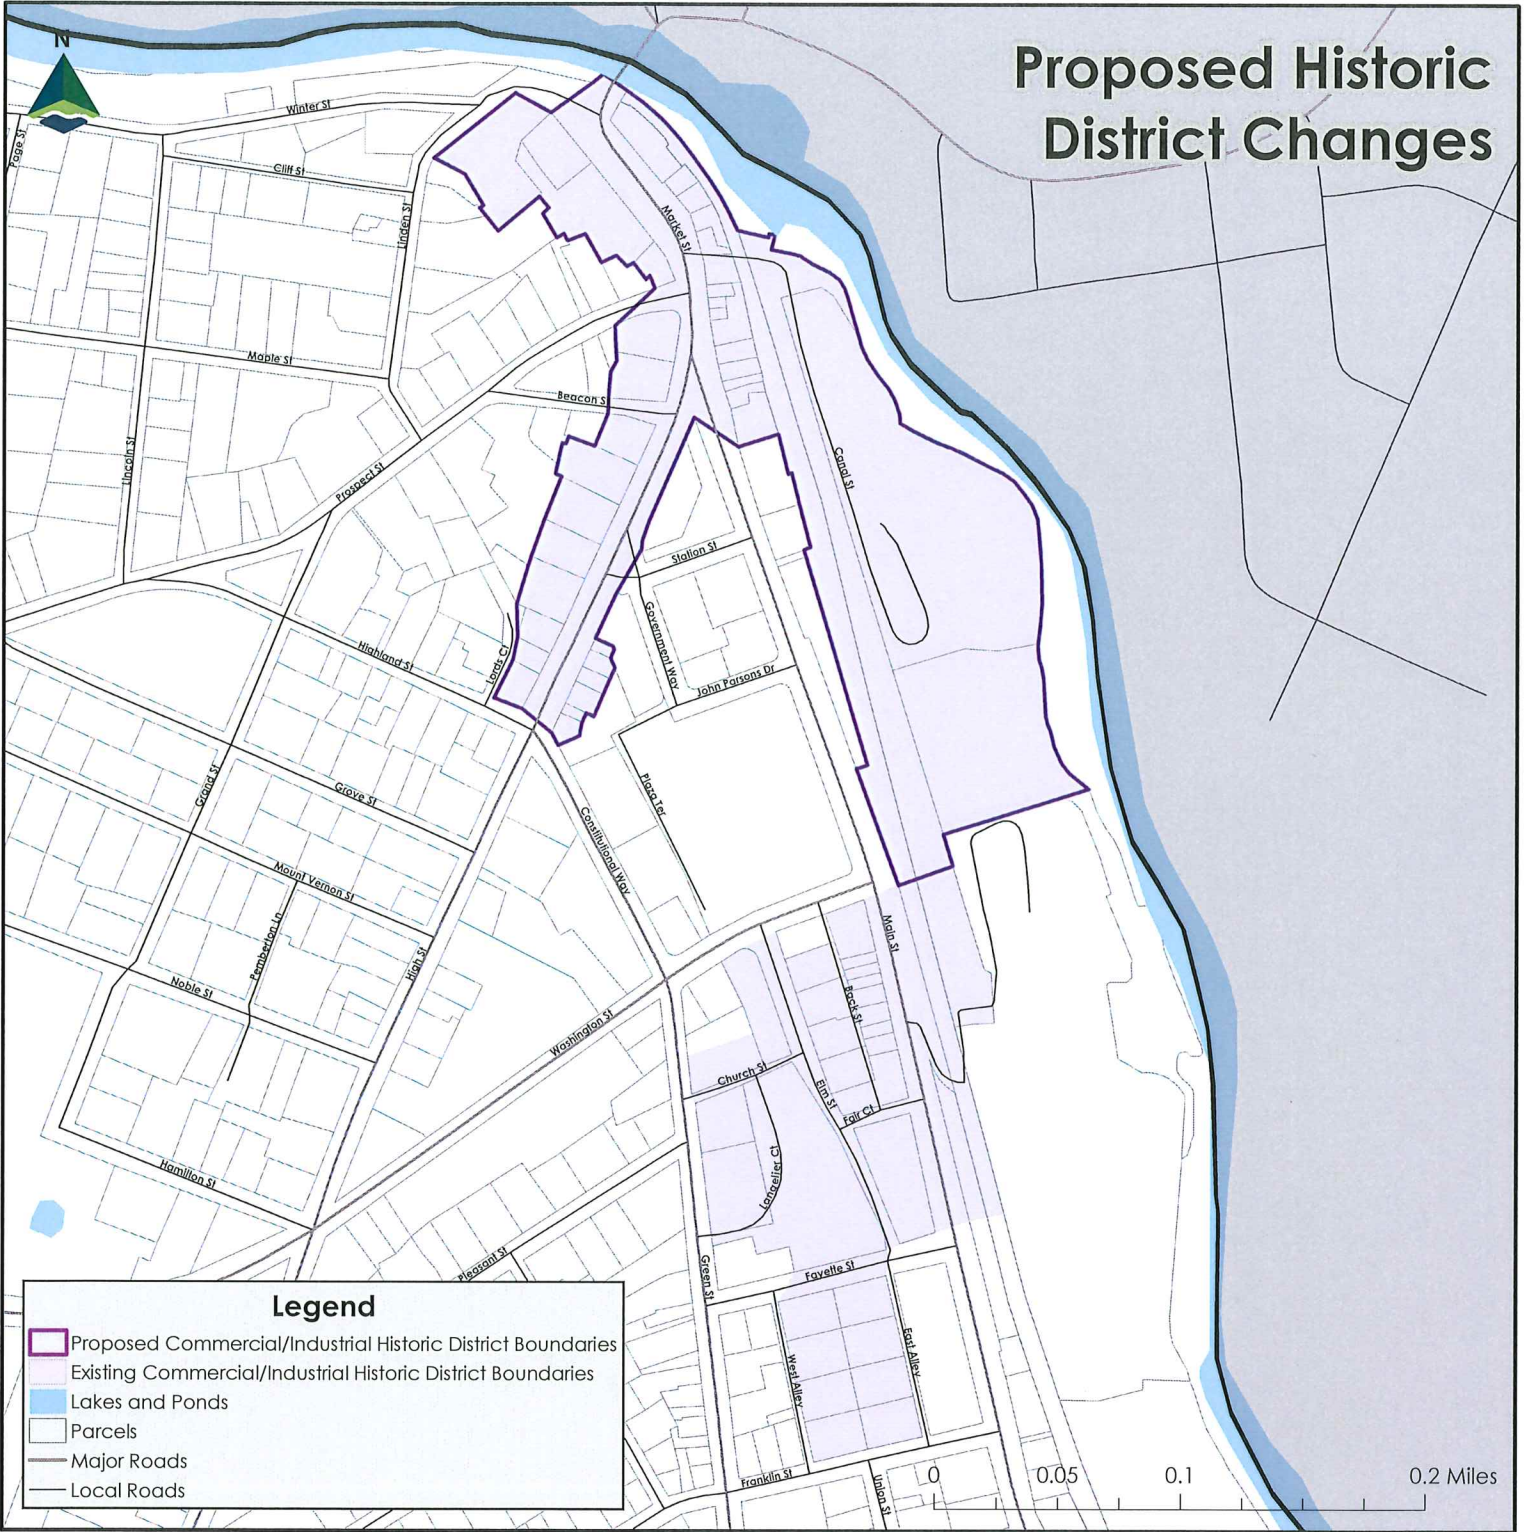 Proposed Historic
District Changes
N
Winter St
Page St
Cliff St
Linden St
Market St
Maple St
Beacon S
Lincoln St
Prospect St
Canal St
Station St
Government Way
Highland St
Lords Ct
John Parsons Dr
Grand St
Grove St
Plaza Ter
Constitutional Way
Mount Vernon St
Pemberton Ln
High St
Main St
Noble St
Back St
Washington St
Church St
Elm St
Fair Ct
Langelier Ct
Hamilton St
Pleasant St
Green St
Fayette St
East Alley
West Alley
Franklin St
Union St
Legend
Proposed Commercial/Industrial Historic District Boundaries
Existing Commercial/Industrial Historic District Boundaries
Lakes and Ponds
Parcels
Major Roads
Local Roads
0 0.05 0.1 0.2 Miles